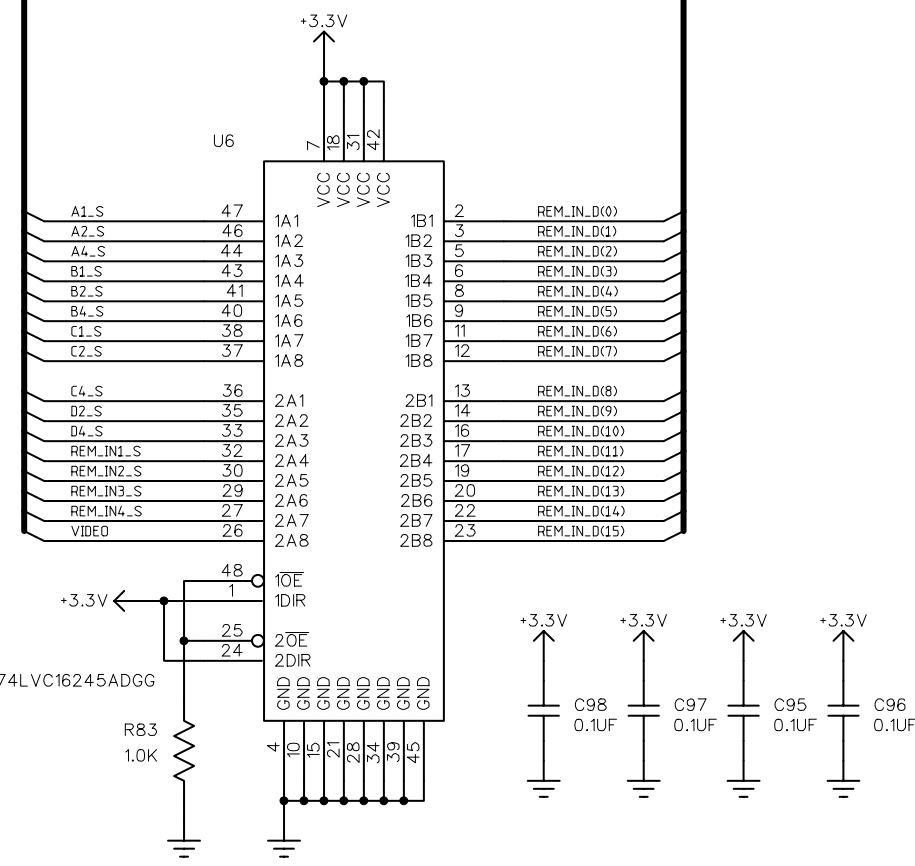 +3.3V
U6
7 18 31 42
VCC VCC VCC VCC
A1_S 47 1A1 1B1 2 REM_IN_D(0)
A2_S 46 1A2 1B2 3 REM_IN_D(1)
A4_S 44 1A3 1B3 5 REM_IN_D(2)
B1_S 43 1A4 1B4 6 REM_IN_D(3)
B2_S 41 1A5 1B5 8 REM_IN_D(4)
B4_S 40 1A6 1B6 9 REM_IN_D(5)
C1_S 38 1A7 1B7 11 REM_IN_D(6)
C2_S 37 1A8 1B8 12 REM_IN_D(7)
C4_S 36 2A1 2B1 13 REM_IN_D(8)
D2_S 35 2A2 2B2 14 REM_IN_D(9)
D4_S 33 2A3 2B3 16 REM_IN_D(10)
REM_IN1_S 32 2A4 2B4 17 REM_IN_D(11)
REM_IN2_S 30 2A5 2B5 19 REM_IN_D(12)
REM_IN3_S 29 2A6 2B6 20 REM_IN_D(13)
REM_IN4_S 27 2A7 2B7 22 REM_IN_D(14)
VIDEO 26 2A8 2B8 23 REM_IN_D(15)
48 1OE
+3.3V 1 1DIR
25 2OE
24 2DIR
74LVC16245ADGG
GND GND GND GND GND GND GND GND
4 10 15 21 28 34 39 45
R83
1.0K
+3.3V +3.3V +3.3V +3.3V
C98 C97 C95 C96
0.1UF 0.1UF 0.1UF 0.1UF